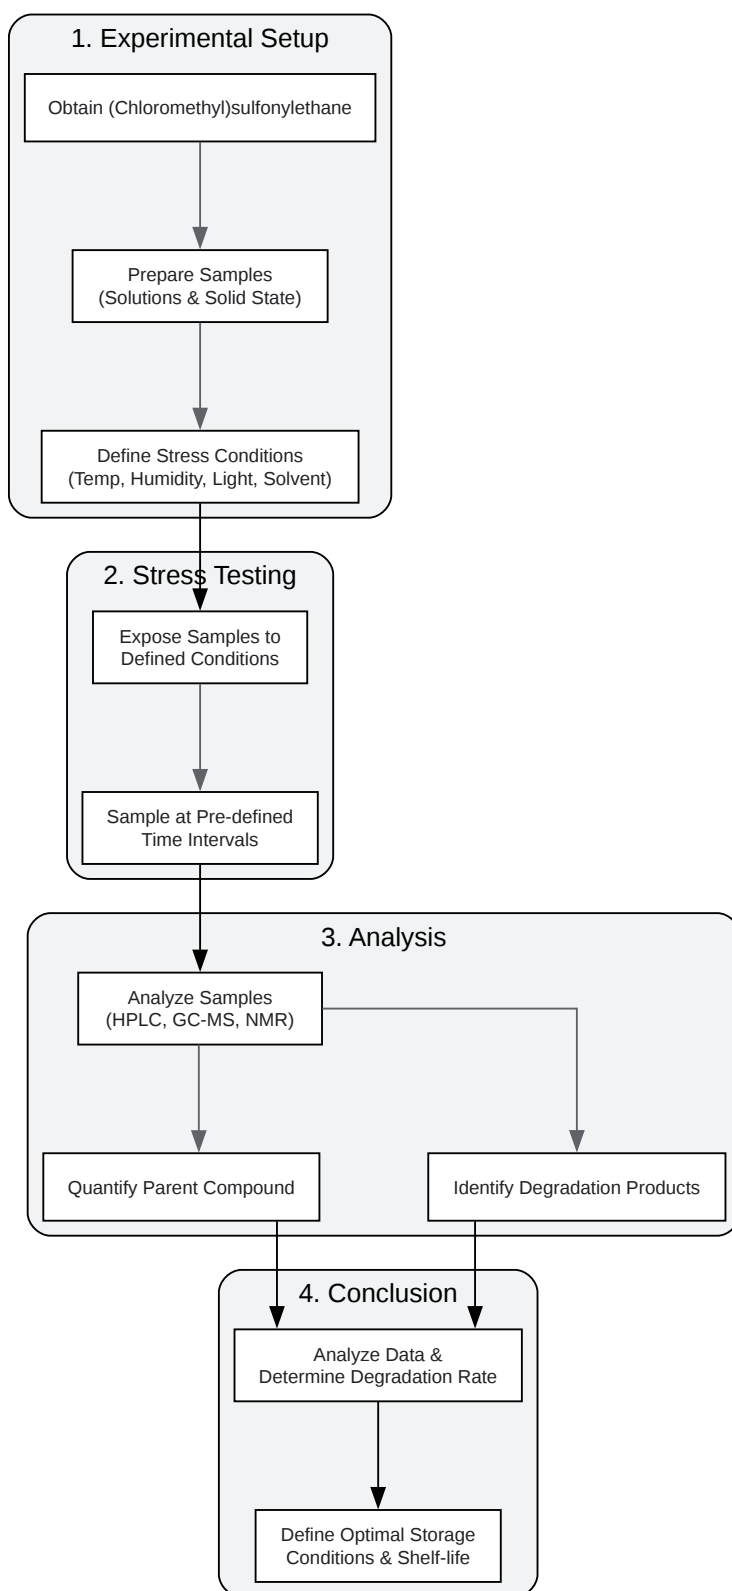 1. Experimental Setup
Obtain (Chloromethyl)sulfonylethane
Prepare Samples
(Solutions & Solid State)
Define Stress Conditions
(Temp, Humidity, Light, Solvent)
2. Stress Testing
Expose Samples to
Defined Conditions
Sample at Pre-defined
Time Intervals
3. Analysis
Analyze Samples
(HPLC, GC-MS, NMR)
Quantify Parent Compound
Identify Degradation Products
4. Conclusion
Analyze Data &
Determine Degradation Rate
Define Optimal Storage
Conditions & Shelf-life